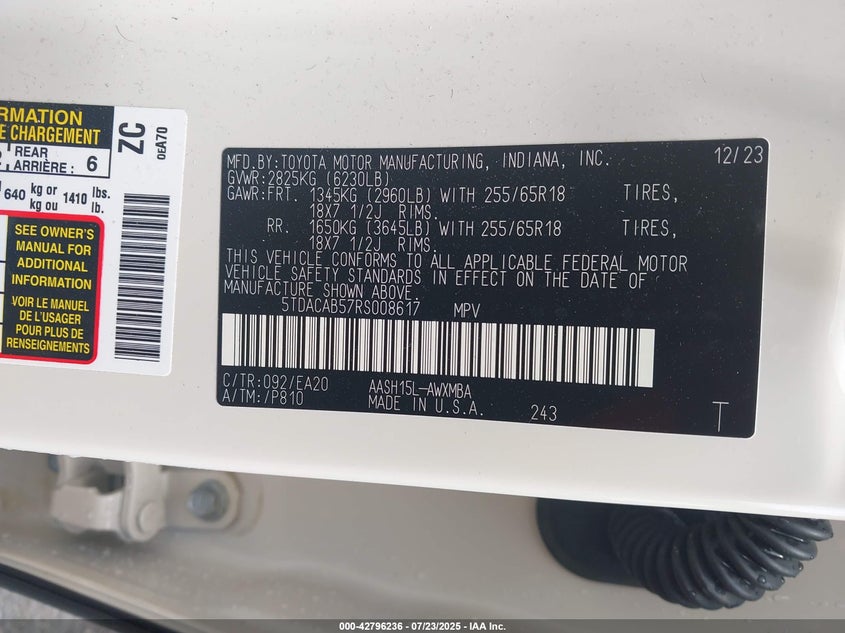 RMATION
E CHARGEMENT
REAR
ARRIÈRE: 6
640 kg or 1410 lbs.
kg ou lb.
SEE OWNER'S
MANUAL FOR
ADDITIONAL
INFORMATION
VOIR LE MANUEL
DE L'USAGER
POUR PLUS DE
RENSEIGNEMENTS
ZC
0EA70
MFD.BY:TOYOTA MOTOR MANUFACTURING, INDIANA, INC. 12/23
GVWR:2825KG (6230LB)
GAWR:FRT. 1345KG (2960LB) WITH 255/65R18 TIRES,
18X7 1/2J RIMS.
RR. 1650KG (3645LB) WITH 255/65R18 TIRES,
18X7 1/2J RIMS.
THIS VEHICLE CONFORMS TO ALL APPLICABLE FEDERAL MOTOR
VEHICLE SAFETY STANDARDS IN EFFECT ON THE DATE OF
MANUFACTURE SHOWN ABOVE.
5TDACAB57RS008617 MPV
C/TR:092/EA20 AASH15L-AWXMBA
A/TM:/P810 MADE IN U.S.A. 243 T
000-42796236 - 07/23/2025 - IAA Inc.